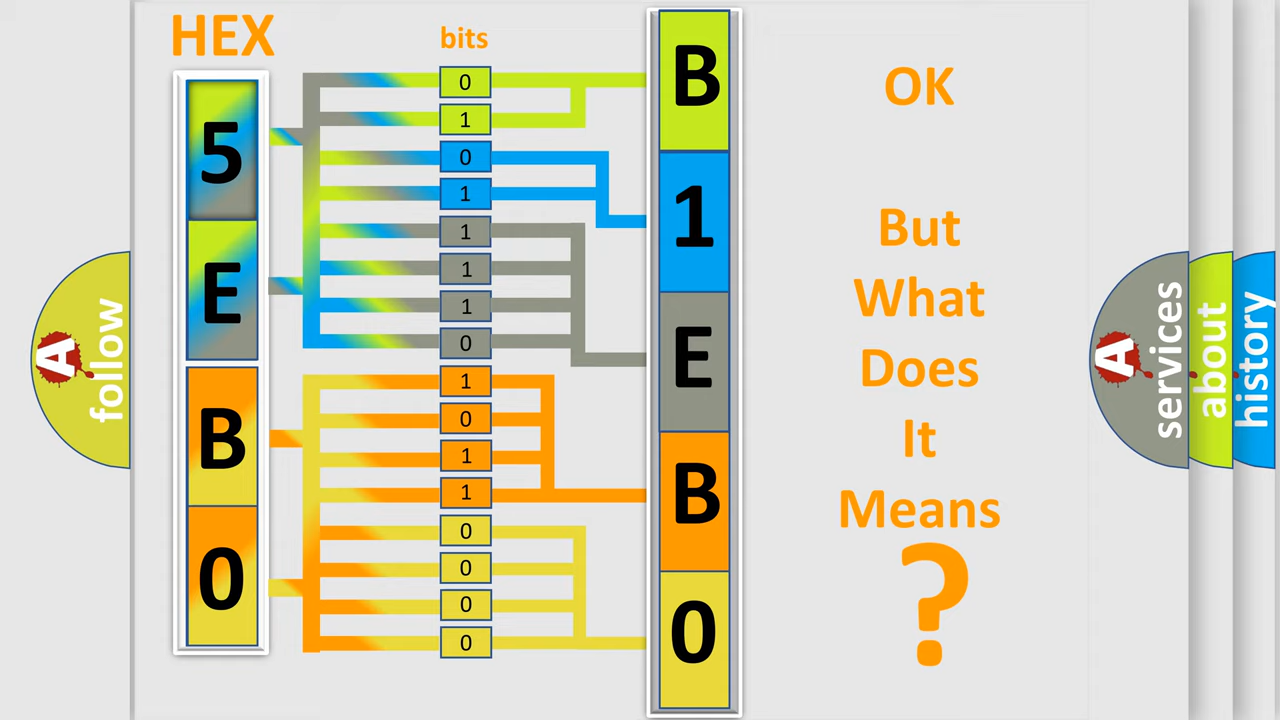 HEX
bits
5
E
B
0
0
1
0
1
1
1
1
0
1
0
1
1
0
0
0
0
B
1
E
B
0
OK
But
What
Does
It
Means
?
A
follow
A
services
about
history